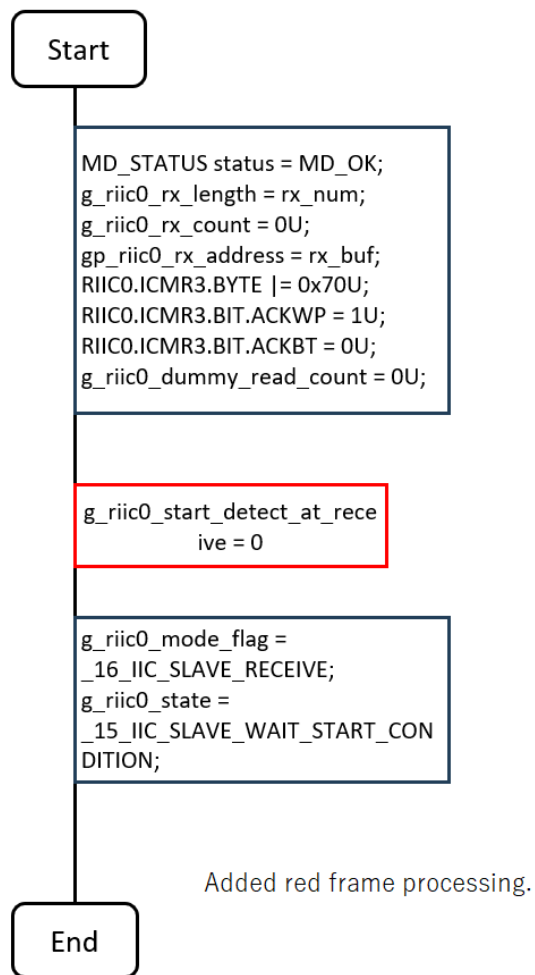 Start
MD_STATUS status = MD_OK;
g_riic0_rx_length = rx_num;
g_riic0_rx_count = 0U;
gp_riic0_rx_address = rx_buf;
RIIC0.ICMR3.BYTE |= 0x70U;
RIIC0.ICMR3.BIT.ACKWP = 1U;
RIIC0.ICMR3.BIT.ACKBT = 0U;
g_riic0_dummy_read_count = 0U;
g_riic0_start_detect_at_rece
ive = 0
g_riic0_mode_flag =
_16_IIC_SLAVE_RECEIVE;
g_riic0_state =
_15_IIC_SLAVE_WAIT_START_CON
DITION;
Added red frame processing.
End